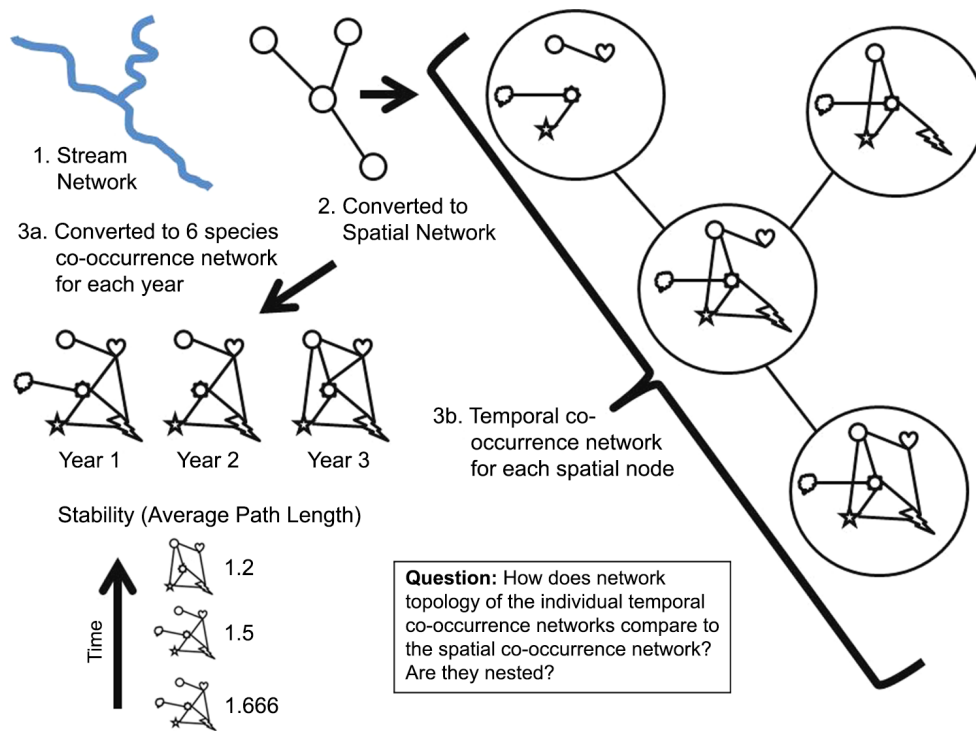 1. Stream
Network
2. Converted to
Spatial Network
3a. Converted to 6 species
co-occurrence network
for each year
Year 1
Year 2
Year 3
3b. Temporal co-
occurrence network
for each spatial node
Stability (Average Path Length)
Time
1.2
1.5
1.666
Question: How does network
topology of the individual temporal
co-occurrence networks compare to
the spatial co-occurrence network?
Are they nested?